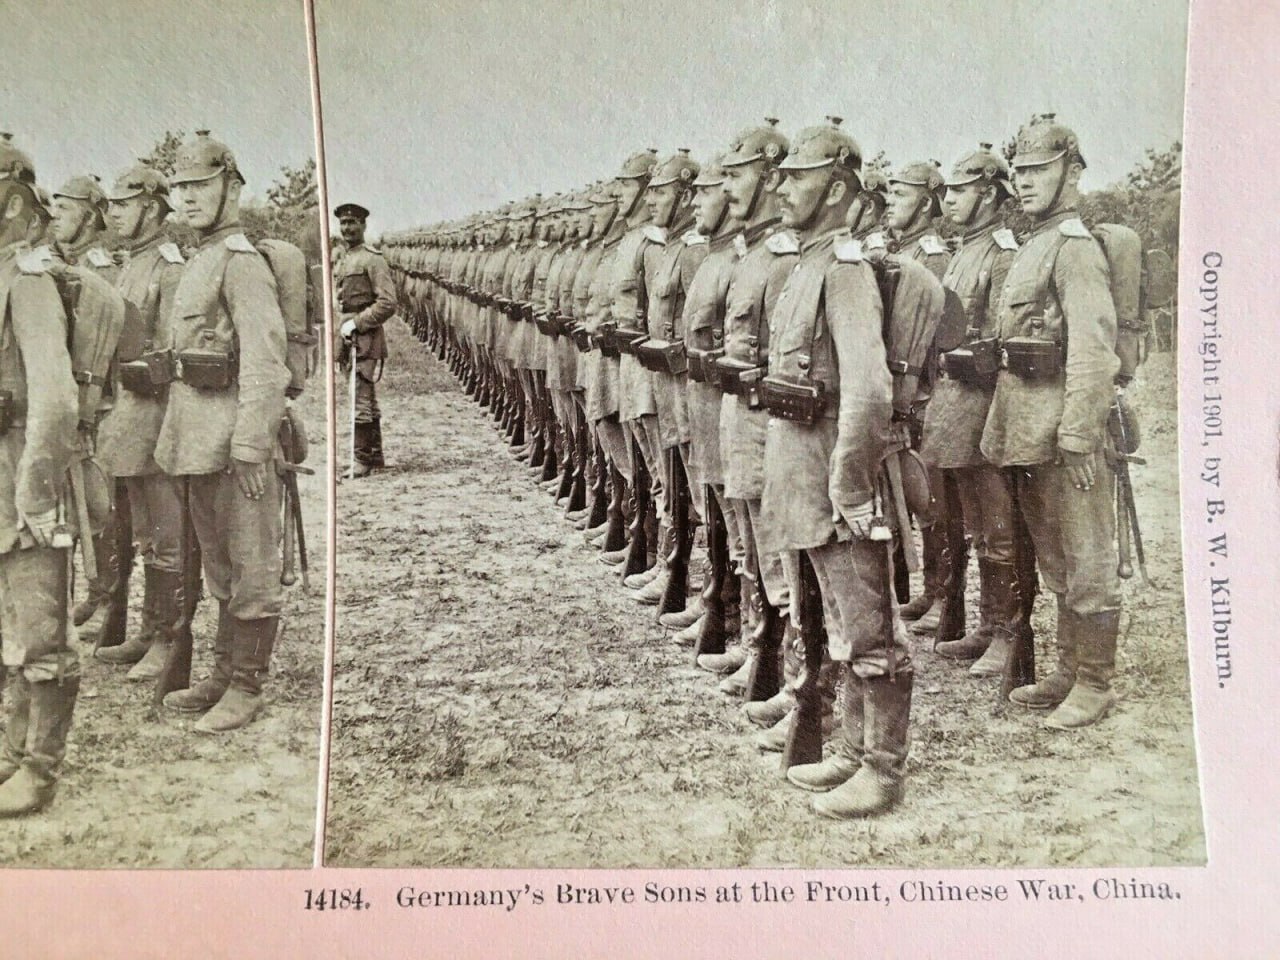 Copyright 1901, by B. W. Kilburn.
14184. Germany's Brave Sons at the Front, Chinese War, China.